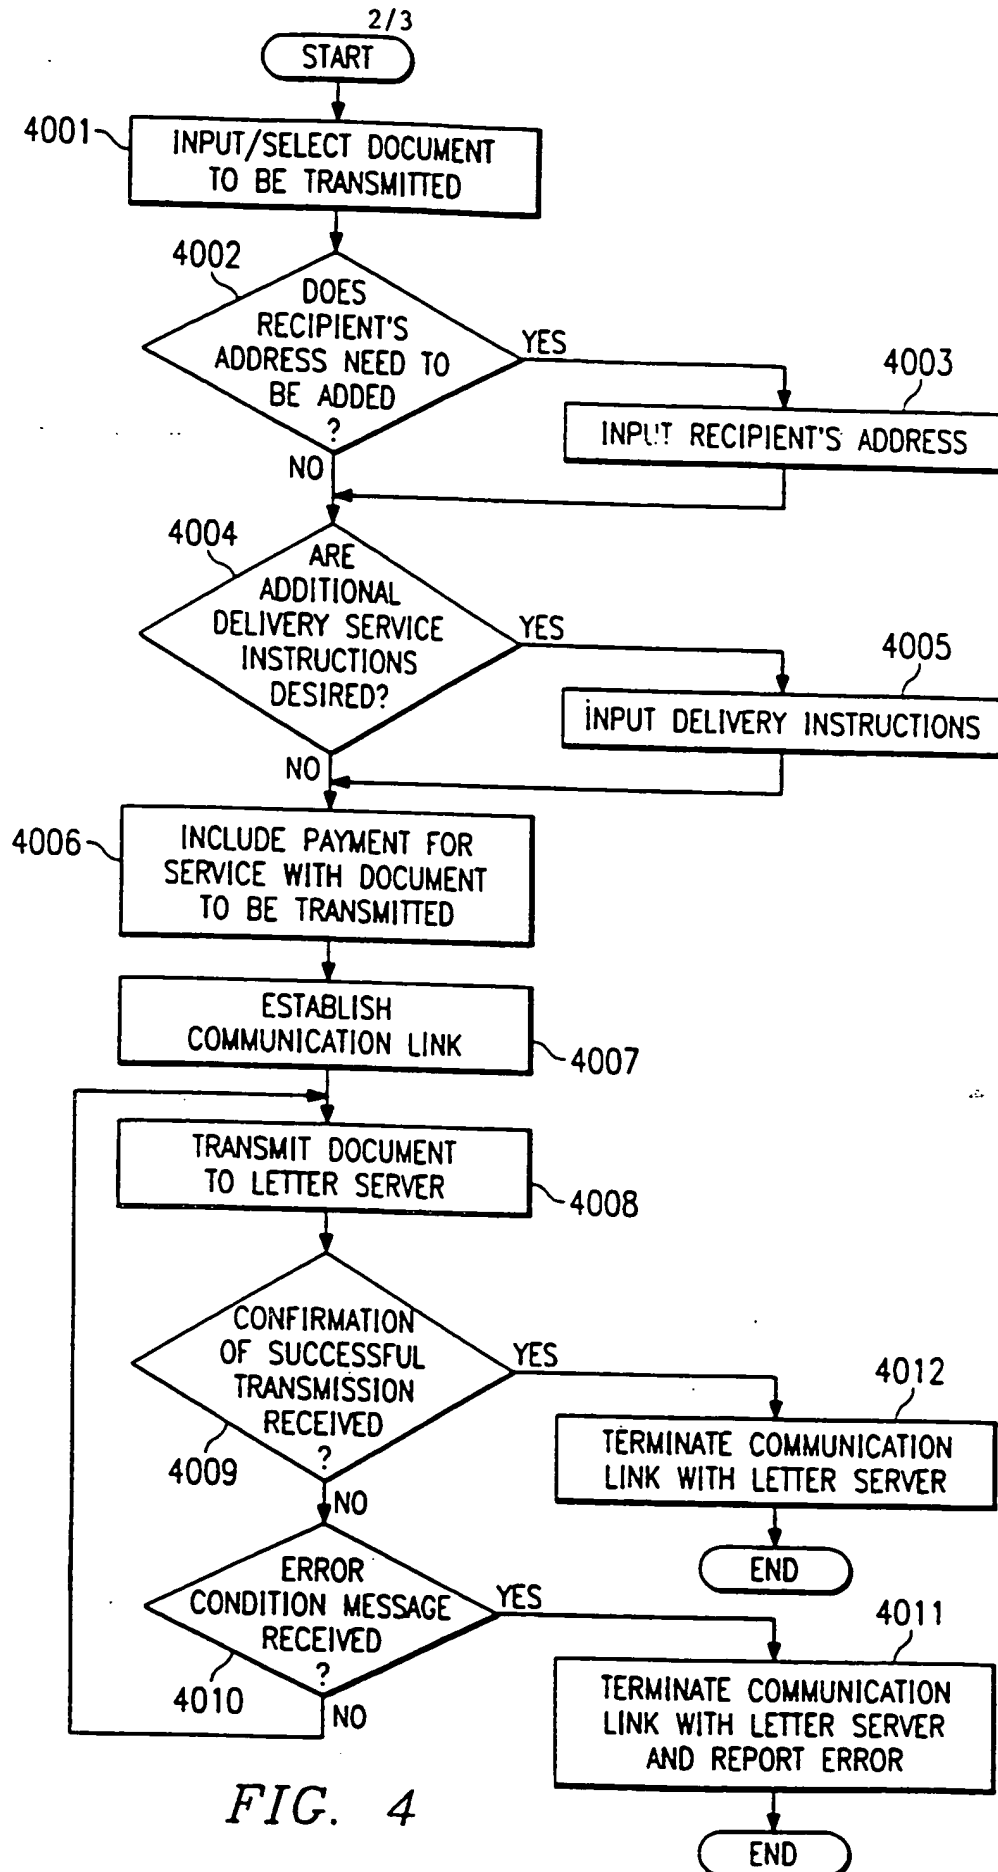 2/3
START
4001
INPUT/SELECT DOCUMENT
TO BE TRANSMITTED
4002
DOES
RECIPIENT'S
ADDRESS NEED TO
BE ADDED
?
YES
NO
4003
INPUT RECIPIENT'S ADDRESS
4004
ARE
ADDITIONAL
DELIVERY SERVICE
INSTRUCTIONS
DESIRED?
YES
NO
4005
INPUT DELIVERY INSTRUCTIONS
4006
INCLUDE PAYMENT FOR
SERVICE WITH DOCUMENT
TO BE TRANSMITTED
ESTABLISH
COMMUNICATION LINK
4007
TRANSMIT DOCUMENT
TO LETTER SERVER
4008
CONFIRMATION
OF SUCCESSFUL
TRANSMISSION
RECEIVED
?
4009
YES
NO
4012
TERMINATE COMMUNICATION
LINK WITH LETTER SERVER
END
ERROR
CONDITION MESSAGE
RECEIVED
?
4010
YES
NO
4011
TERMINATE COMMUNICATION
LINK WITH LETTER SERVER
AND REPORT ERROR
END
FIG. 4